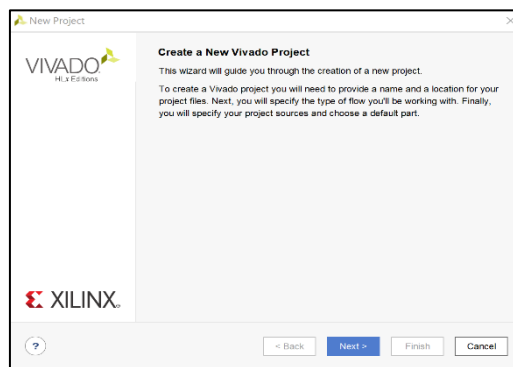 New Project
VIVADO
HLx Editions
Create a New Vivado Project
This wizard will guide you through the creation of a new project.
To create a Vivado project you will need to provide a name and a location for your
project files. Next, you will specify the type of flow you'll be working with. Finally,
you will specify your project sources and choose a default part.
XILINX
?
< Back
Next >
Finish
Cancel